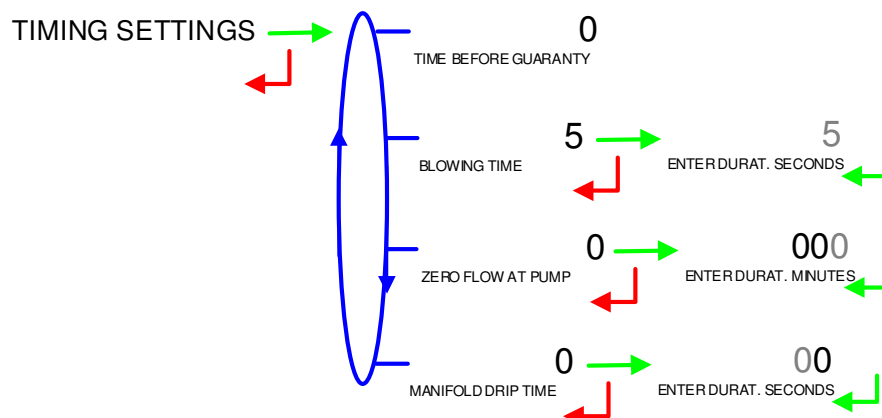 TIMING SETTINGS
0
TIME BEFORE GUARANTY
5
5
BLOWING TIME
ENTER DURAT. SECONDS
0
000
ZERO FLOW AT PUMP
ENTER DURAT. MINUTES
0
00
MANIFOLD DRIP TIME
ENTER DURAT. SECONDS